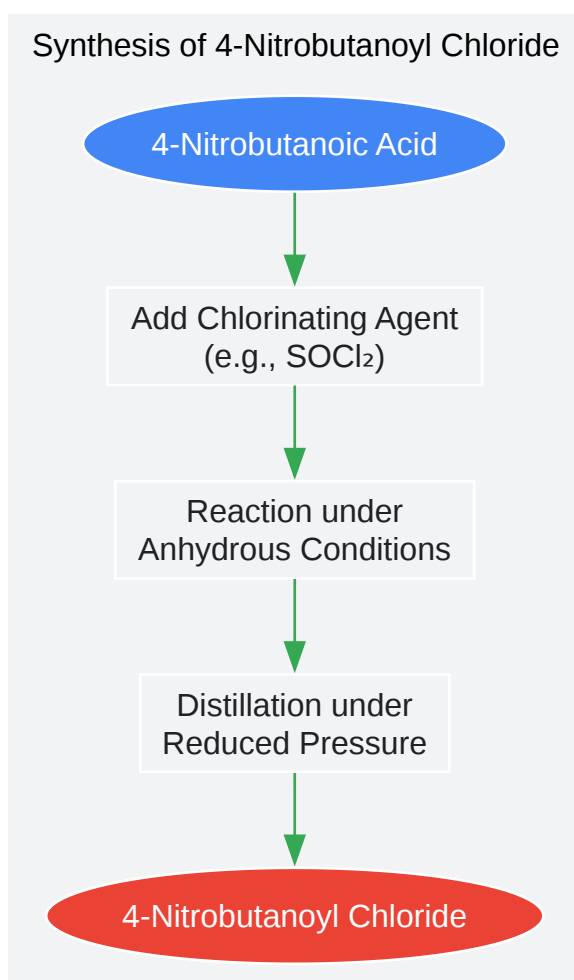 Synthesis of 4-Nitrobutanoyl Chloride
4-Nitrobutanoic Acid
Add Chlorinating Agent
(e.g., SOCl₂)
Reaction under
Anhydrous Conditions
Distillation under
Reduced Pressure
4-Nitrobutanoyl Chloride